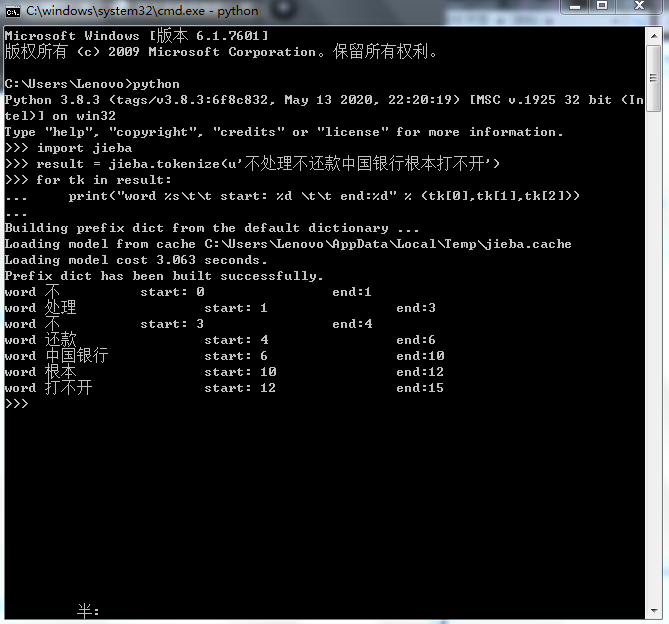 C:\windows\system32\cmd.exe - python
Microsoft Windows [版本 6.1.7601]
版权所有 (c) 2009 Microsoft Corporation。保留所有权利。
C:\Users\Lenovo>python
Python 3.8.3 (tags/v3.8.3:6f8c832, May 13 2020, 22:20:19) [MSC v.1925 32 bit (In
tel)] on win32
Type "help", "copyright", "credits" or "license" for more information.
>>> import jieba
>>> result = jieba.tokenize(u'不处理不还款中国银行根本打不开')
>>> for tk in result:
...     print("word %s\t\t start: %d \t\t end:%d" % (tk[0],tk[1],tk[2]))
...
Building prefix dict from the default dictionary ...
Loading model from cache C:\Users\Lenovo\AppData\Local\Temp\jieba.cache
Loading model cost 3.063 seconds.
Prefix dict has been built successfully.
word 不          start: 0                end:1
word 处理                start: 1                end:3
word 不          start: 3                end:4
word 还款                start: 4                end:6
word 中国银行            start: 6                end:10
word 根本                start: 10               end:12
word 打不开              start: 12               end:15
>>>
半: